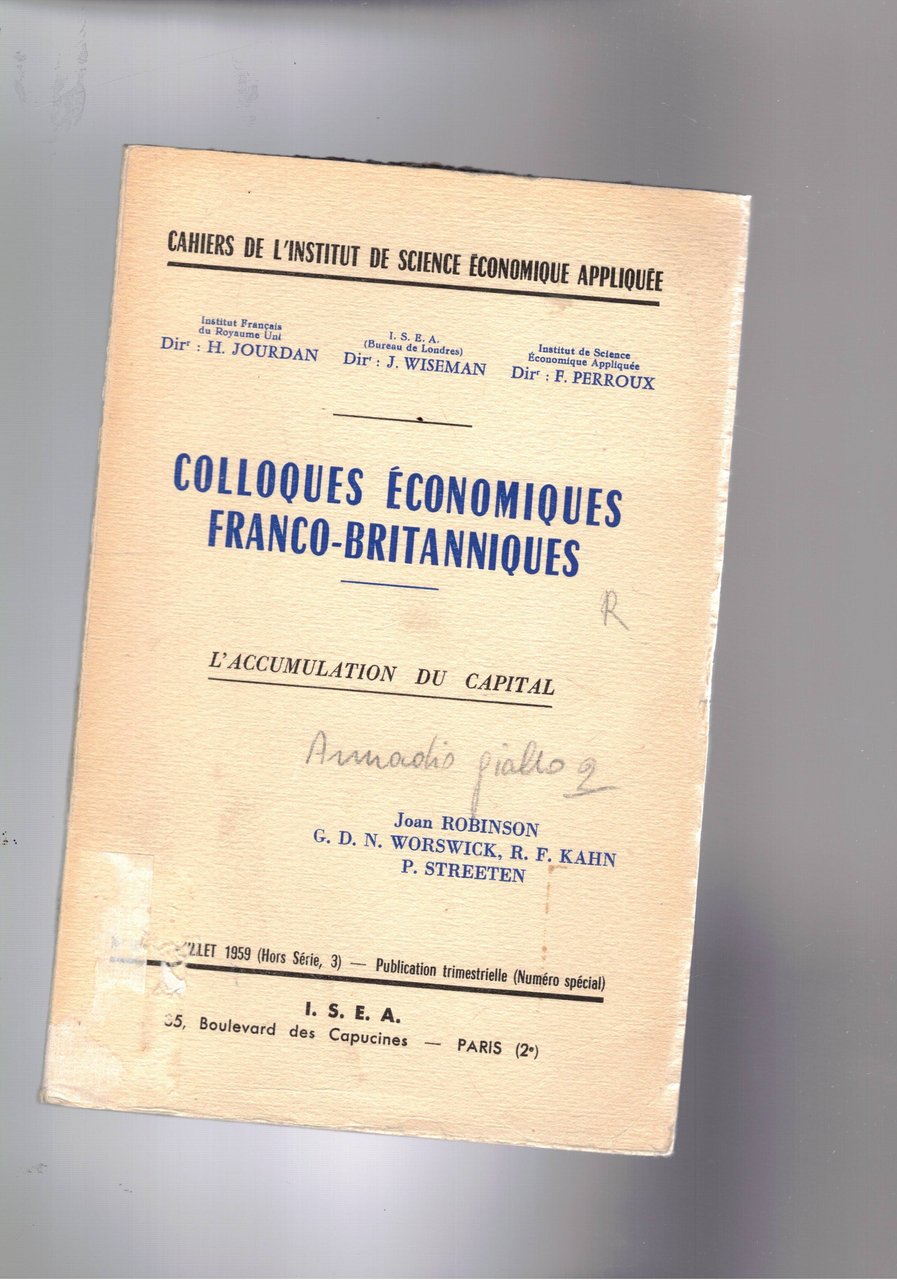 CAHIERS DE L'INSTITUT DE SCIENCE ÉCONOMIQUE APPLIQUÉE
Institut Français
du Royaume Uni
Dirʳ : H. JOURDAN
I. S. E. A.
(Bureau de Londres)
Dirʳ : J. WISEMAN
Institut de Science
Économique Appliquée
Dirʳ : F. PERROUX
COLLOQUES ÉCONOMIQUES
FRANCO-BRITANNIQUES
R
L'ACCUMULATION DU CAPITAL
Armadio giallo 2
Joan ROBINSON
G. D. N. WORSWICK, R. F. KAHN
P. STREETEN
ILLET 1959 (Hors Série, 3) — Publication trimestrielle (Numéro spécial)
I. S. E. A.
35, Boulevard des Capucines — PARIS (2ᵉ)